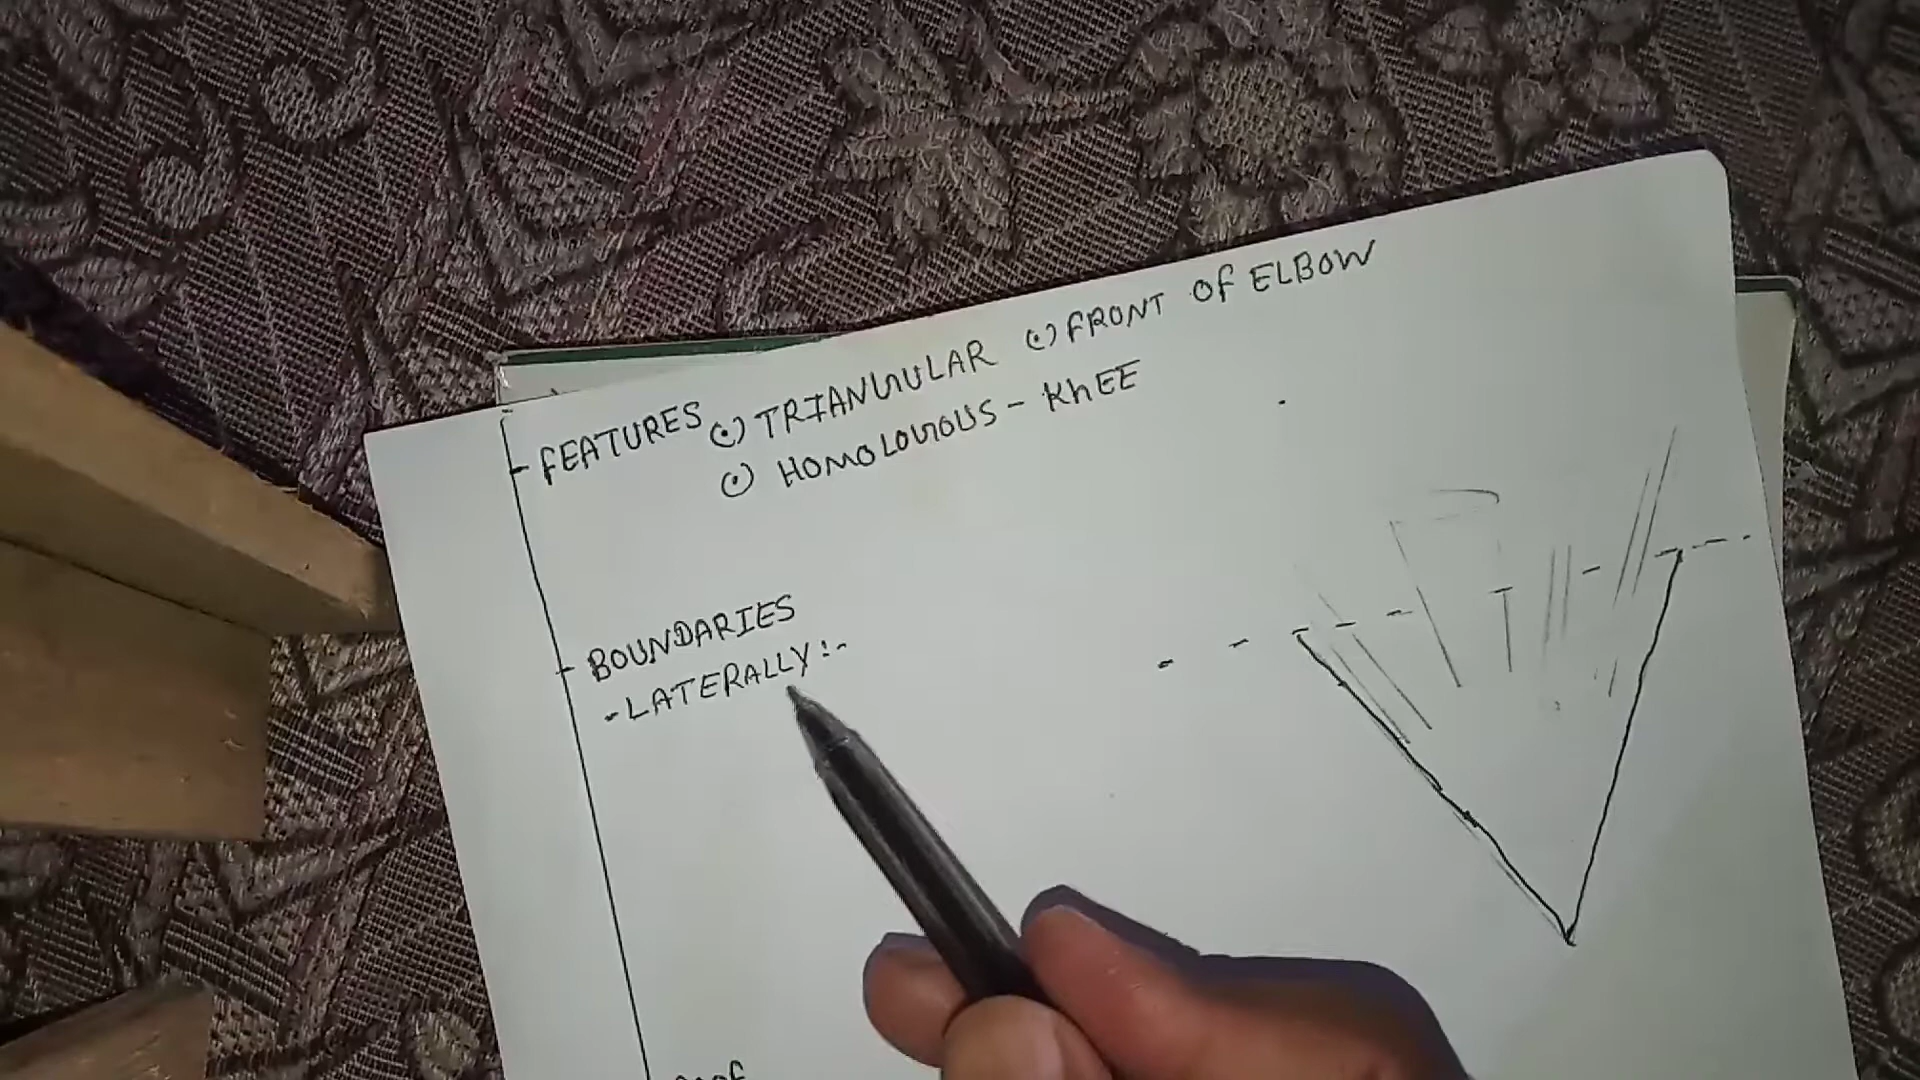 FEATURES ⊙ TRIANGULAR ⊙ FRONT OF ELBOW
⊙ HOMOLOGOUS - KNEE
BOUNDARIES
- LATERALLY :-